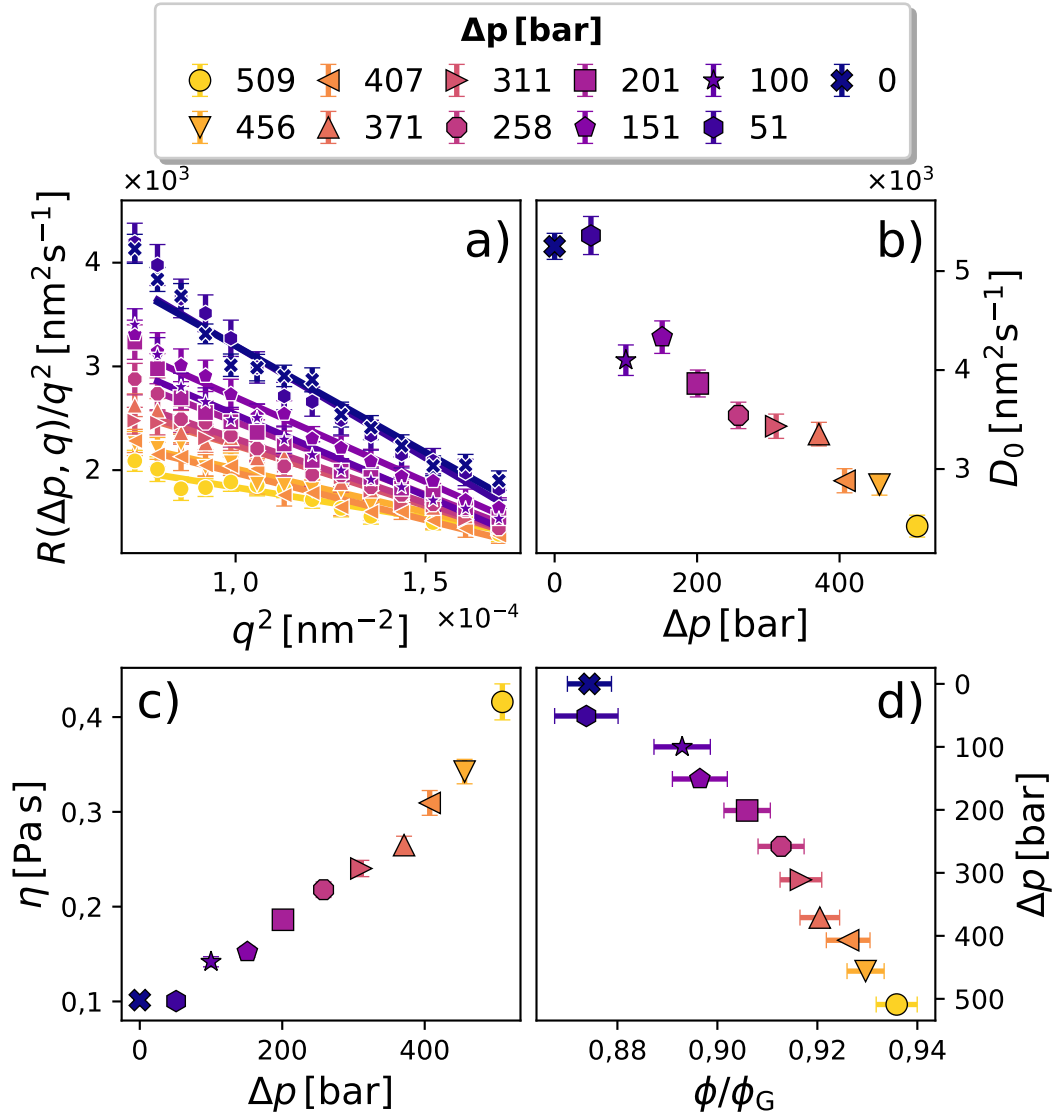 Δp [bar]
509 407 311 201 100 0
456 371 258 151 51
×10³ ×10³
a) b)
R(Δp, q)/q² [nm²s⁻¹]
4
3
2
1, 0 1, 5
×10⁻⁴
q² [nm⁻²]
5
4
3
D₀ [nm²s⁻¹]
0 200 400
Δp [bar]
c) d)
η [Pa s]
0,4
0,3
0,2
0,1
0 200 400
Δp [bar]
0
100
200
300
400
500
Δp [bar]
0,88 0,90 0,92 0,94
ϕ/ϕ_G